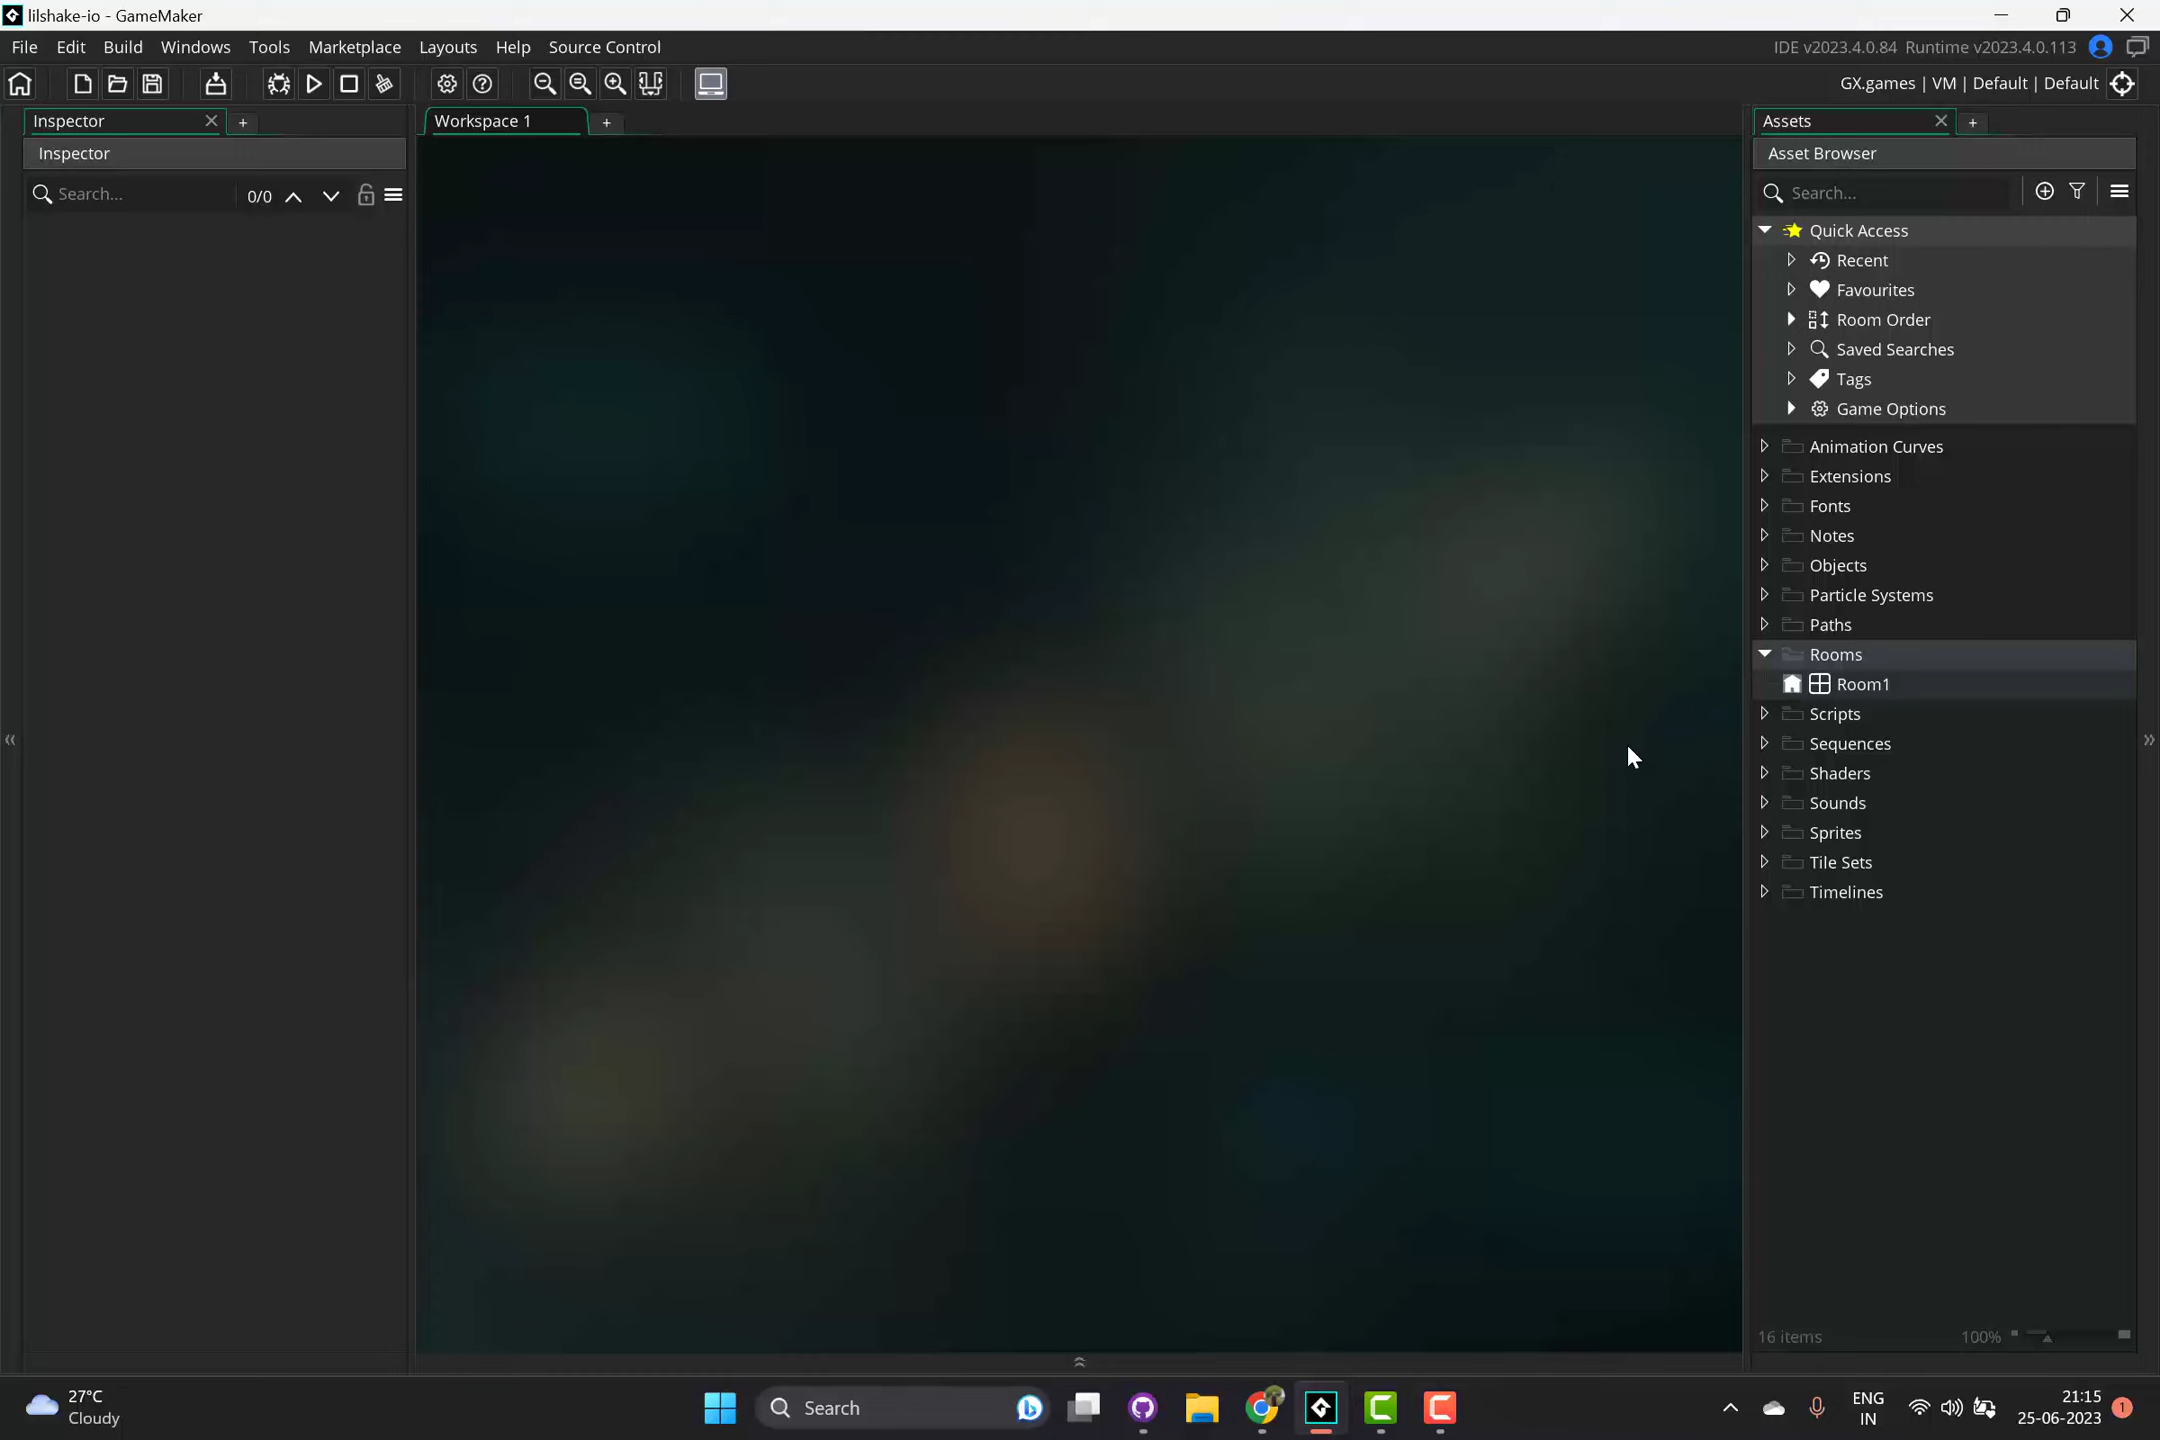 lilshake-io - GameMaker
File Edit Build Windows Tools Marketplace Layouts Help Source Control
IDE v2023.4.0.84 Runtime v2023.4.0.113
GX.games | VM | Default | Default
Inspector
Workspace 1
Assets
Inspector
Asset Browser
Search...
0/0
Search...
Quick Access
Recent
Favourites
Room Order
Saved Searches
Tags
Game Options
Animation Curves
Extensions
Fonts
Notes
Objects
Particle Systems
Paths
Rooms
Room1
Scripts
Sequences
Shaders
Sounds
Sprites
Tile Sets
Timelines
16 items
100%
27°C
Cloudy
Search
ENG
IN
21:15
25-06-2023
1